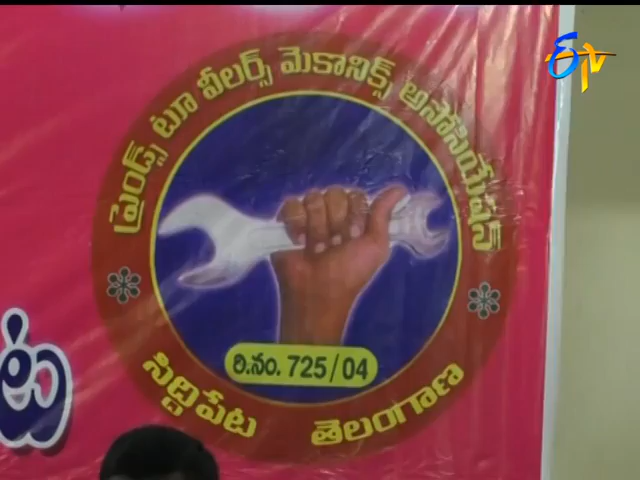 ETV
ఫ్రెండ్స్ టూ వీలర్స్ మెకానిక్స్ అసోసియేషన్
రి.నం. 725/04
సిద్దిపేట తెలంగాణ